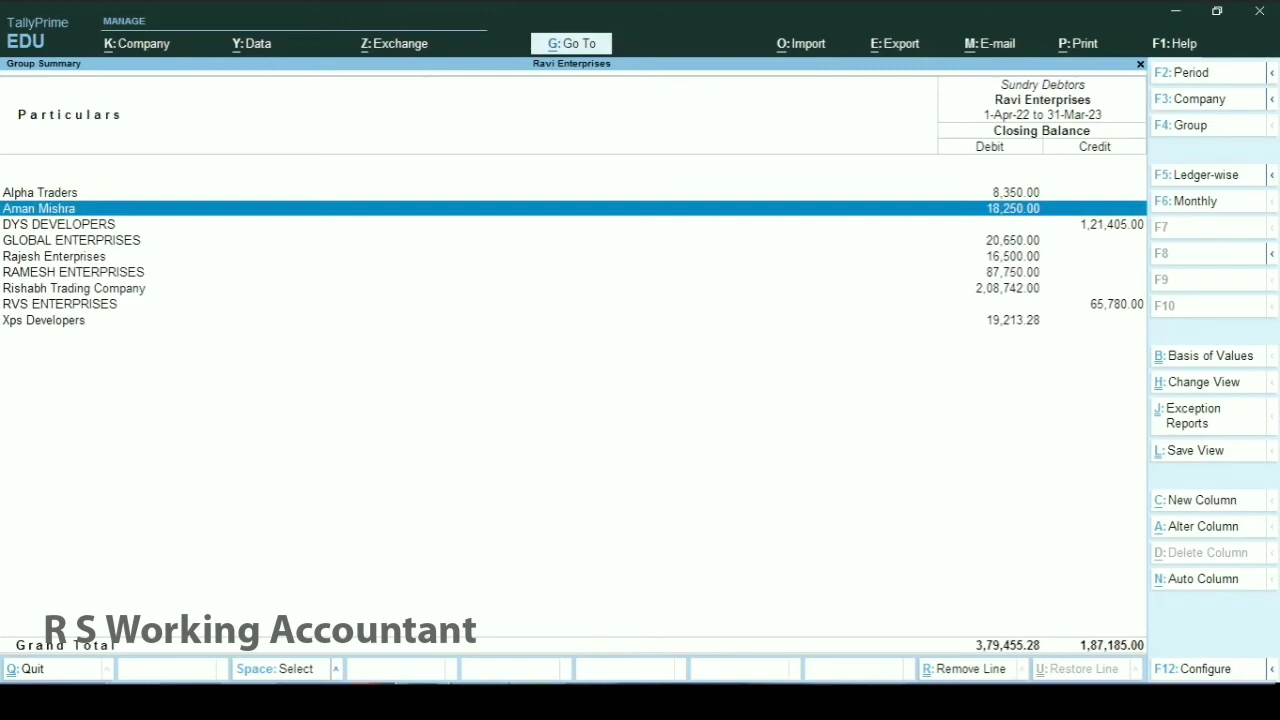 TallyPrime
EDU
MANAGE
K:Company Y:Data Z:Exchange G:Go To O:Import E:Export M:E-mail P:Print F1:Help
Group Summary Ravi Enterprises
Particulars
Sundry Debtors
Ravi Enterprises
1-Apr-22 to 31-Mar-23
Closing Balance
Debit Credit
Alpha Traders 8,350.00
Aman Mishra 18,250.00
DYS DEVELOPERS 1,21,405.00
GLOBAL ENTERPRISES 20,650.00
Rajesh Enterprises 16,500.00
RAMESH ENTERPRISES 87,750.00
Rishabh Trading Company 2,08,742.00
RVS ENTERPRISES 65,780.00
Xps Developers 19,213.28
R S Working Accountant
Grand Total 3,79,455.28 1,87,185.00
Q:Quit Space:Select R:Remove Line U:Restore Line
F2:Period
F3:Company
F4:Group
F5:Ledger-wise
F6:Monthly
F7
F8
F9
F10
B:Basis of Values
H:Change View
J:Exception
Reports
L:Save View
C:New Column
A:Alter Column
D:Delete Column
N:Auto Column
F12:Configure